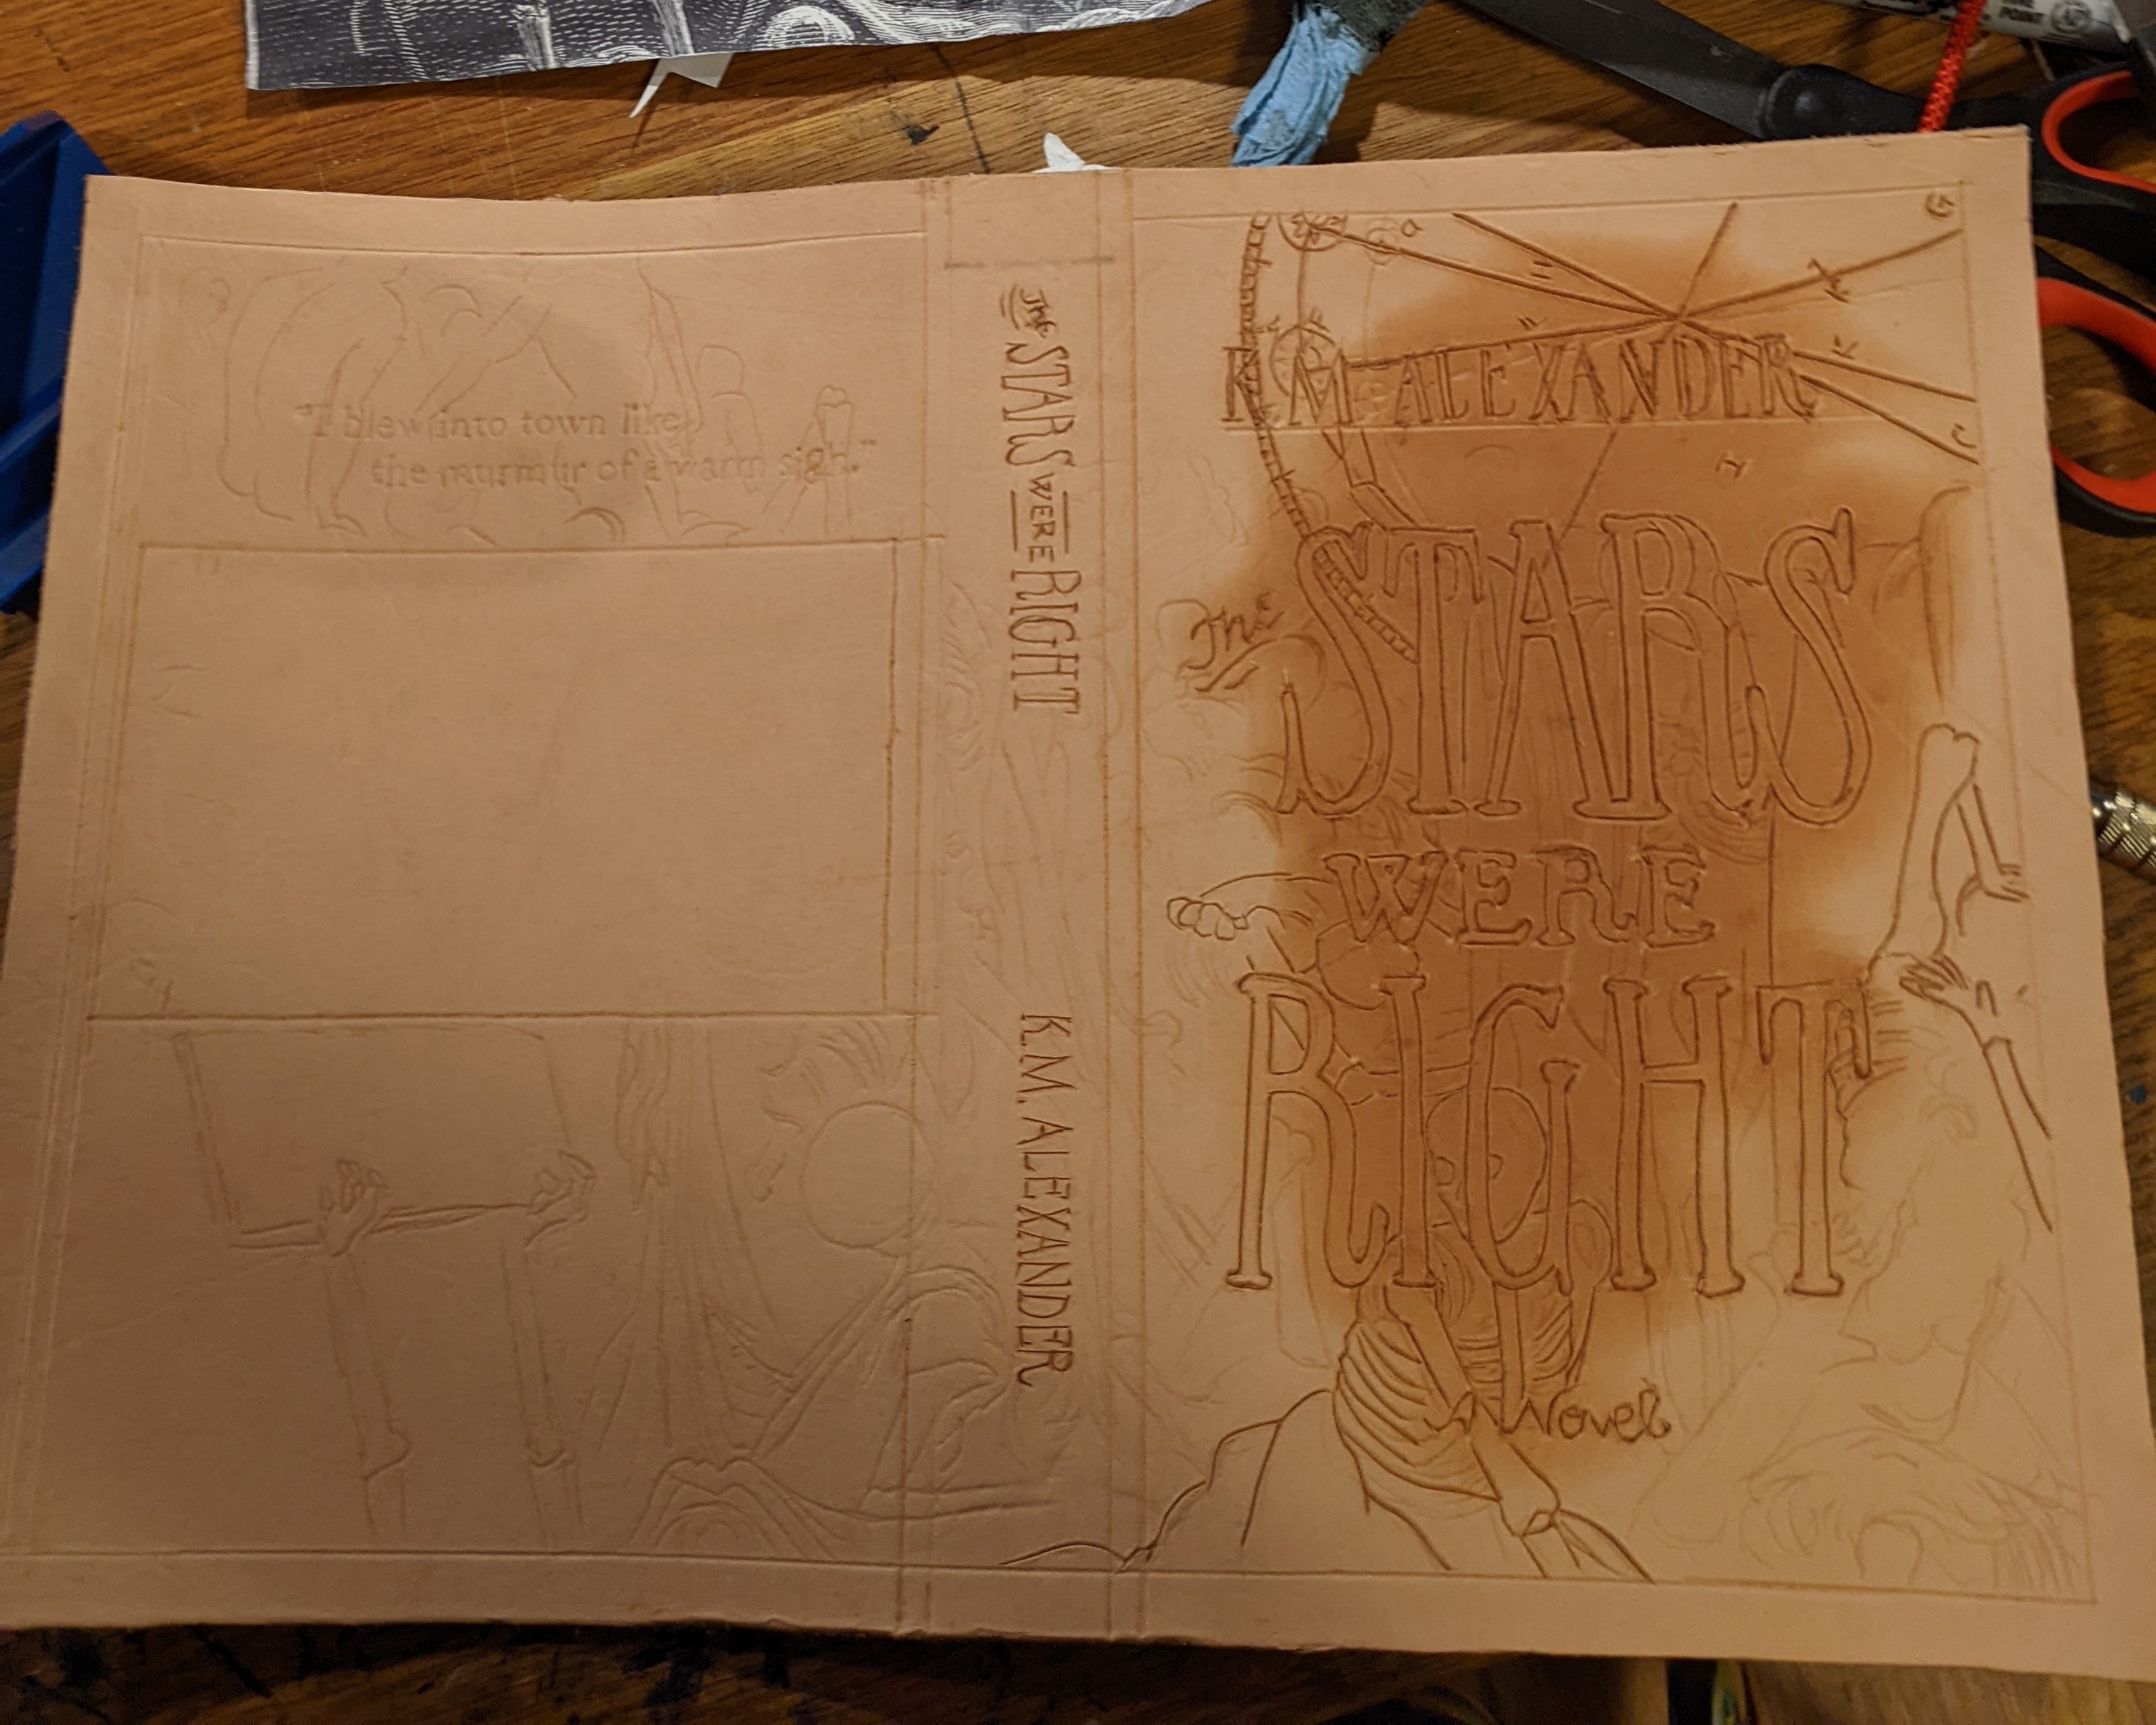 "I blew into town like
the murmur of a warm sigh."
The STARS WERE RIGHT
K.M. ALEXANDER
K. M. ALEXANDER
The
STARS
WERE
RIGHT
A Novel
POINT